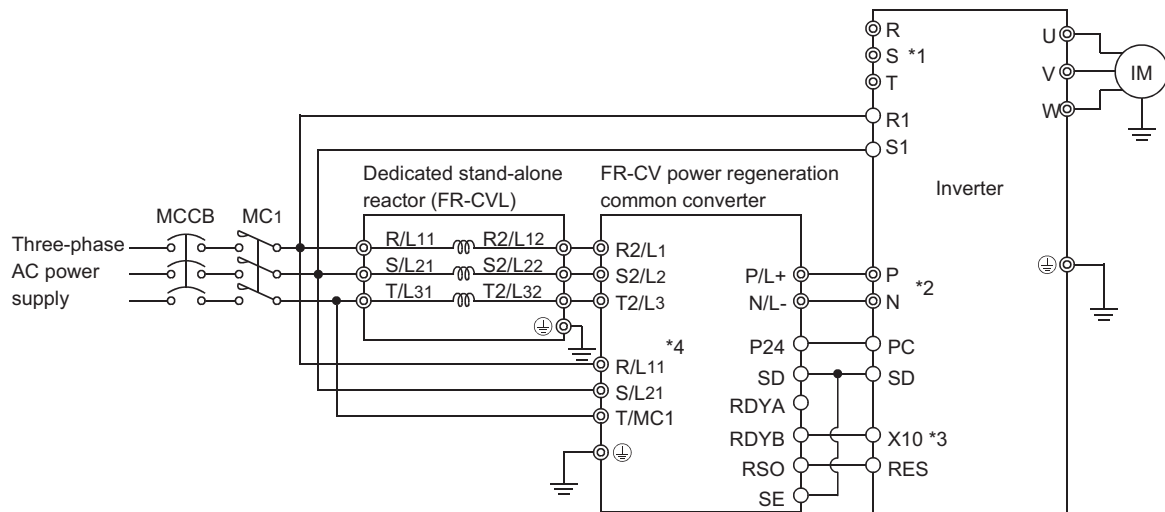 R
S *1
T
R1
S1
U
V
W
IM
Inverter
Dedicated stand-alone
reactor (FR-CVL)
FR-CV power regeneration
common converter
MCCB
MC1
Three-phase
AC power
supply
R/L11 R2/L12
S/L21 S2/L22
T/L31 T2/L32
R2/L1
S2/L2
T2/L3
*4
R/L11
S/L21
T/MC1
P/L+
N/L-
P24
SD
RDYA
RDYB
RSO
SE
P
N
*2
PC
SD
X10 *3
RES